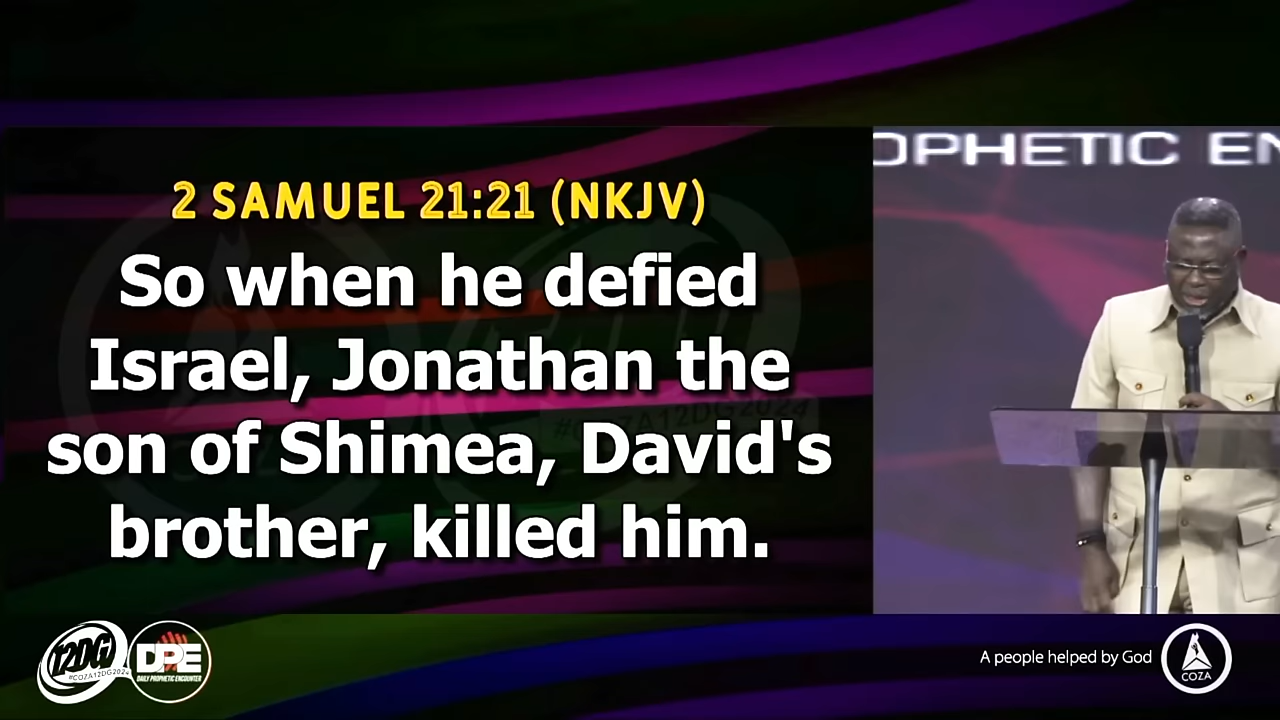 OPHETIC EN
2 SAMUEL 21:21 (NKJV)
So when he defied
Israel, Jonathan the
son of Shimea, David's
brother, killed him.
#COZA12DG2024
12DG
#COZA12DG2024
DPE
DAILY PROPHETIC ENCOUNTER
A people helped by God
COZA